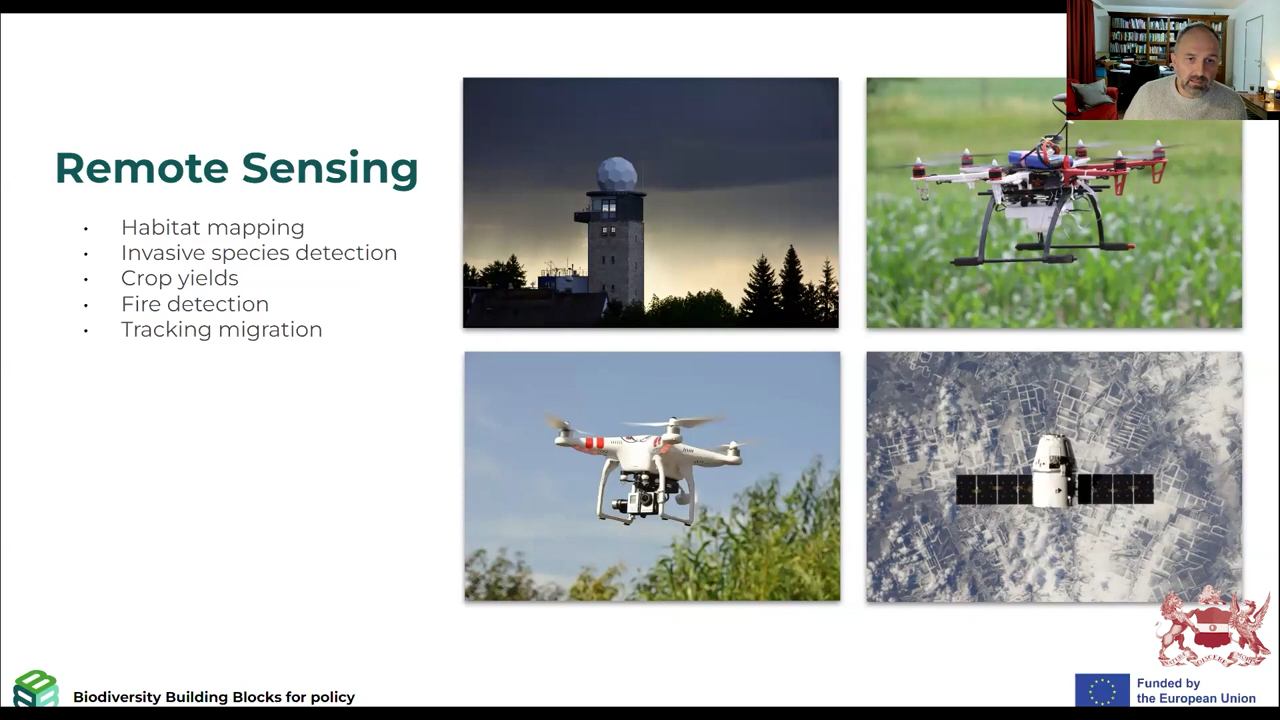 Remote Sensing
• Habitat mapping
• Invasive species detection
• Crop yields
• Fire detection
• Tracking migration
Biodiversity Building Blocks for policy
Funded by
the European Union